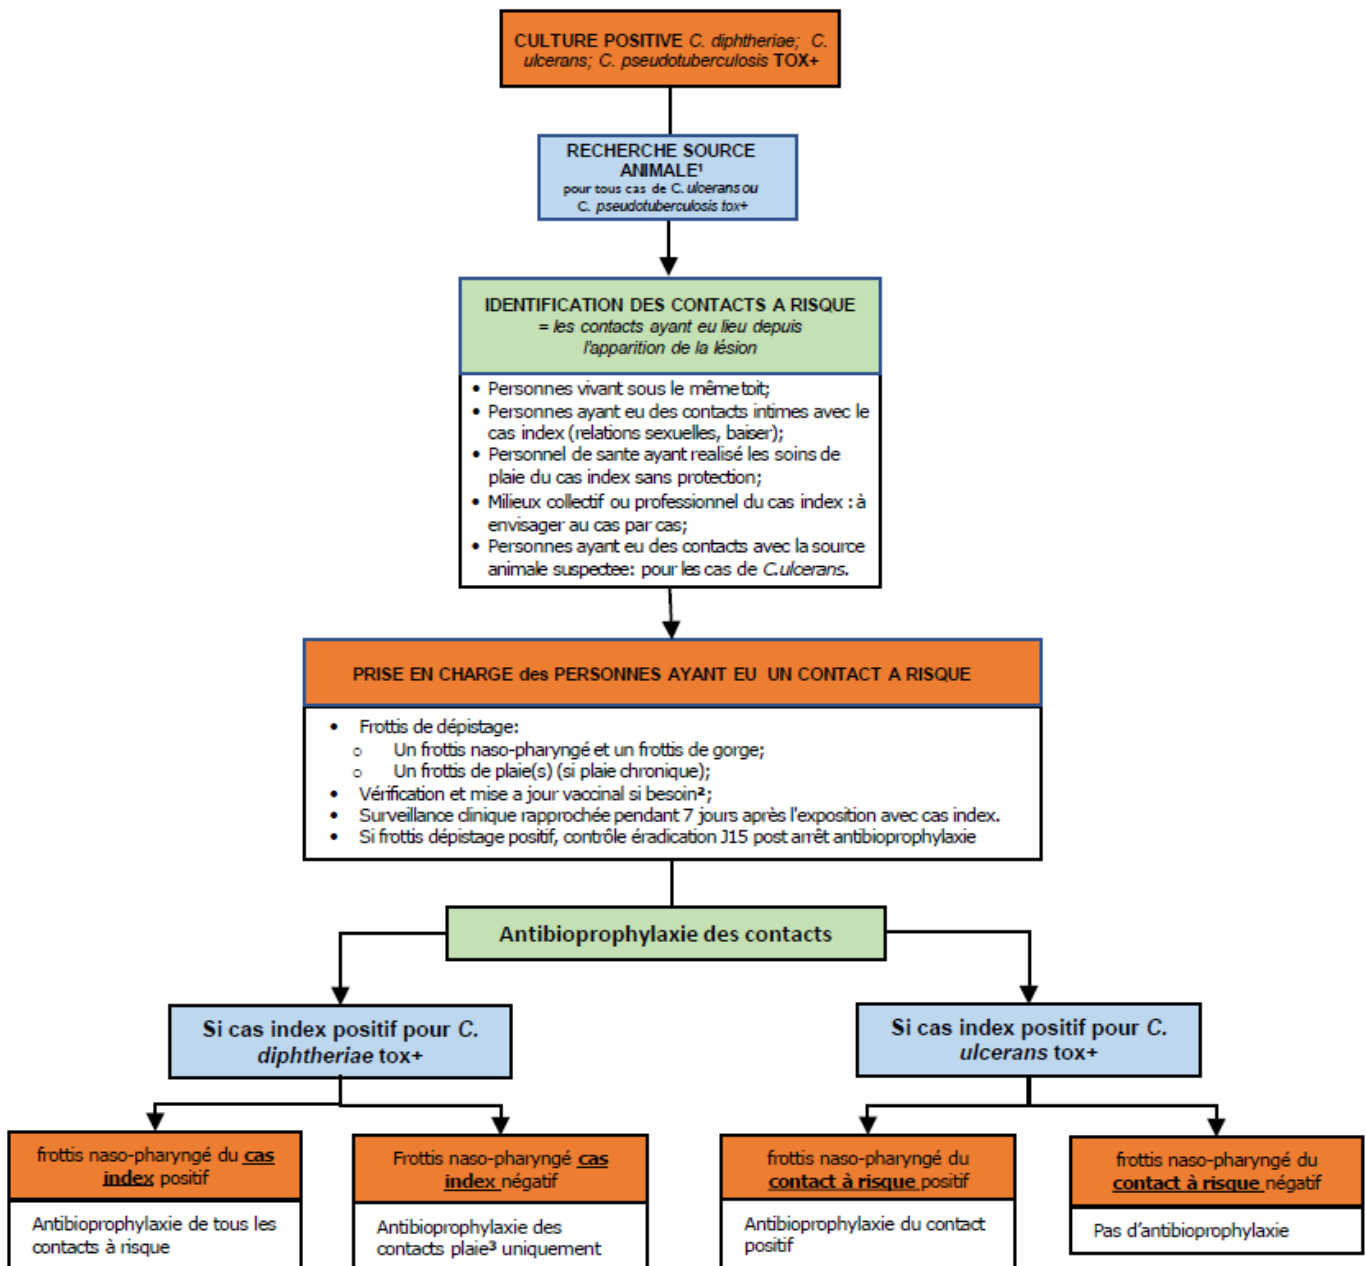 CULTURE POSITIVE C. diphtheriae; C.
ulcerans; C. pseudotuberculosis TOX+
RECHERCHE SOURCE
ANIMALE¹
pour tous cas de C. ulcerans ou
C. pseudotuberculosis tox+
IDENTIFICATION DES CONTACTS A RISQUE
= les contacts ayant eu lieu depuis
l'apparition de la lésion
• Personnes vivant sous le même toit;
• Personnes ayant eu des contacts intimes avec le
cas index (relations sexuelles, baiser);
• Personnel de sante ayant realisé les soins de
plaie du cas index sans protection;
• Milieux collectif ou professionnel du cas index : à
envisager au cas par cas;
• Personnes ayant eu des contacts avec la source
animale suspectee: pour les cas de C.ulcerans.
PRISE EN CHARGE des PERSONNES AYANT EU UN CONTACT A RISQUE
• Frottis de dépistage:
o Un frottis naso-pharyngé et un frottis de gorge;
o Un frottis de plaie(s) (si plaie chronique);
• Vérification et mise a jour vaccinal si besoin²;
• Surveillance clinique rapprochée pendant 7 jours après l'exposition avec cas index.
• Si frottis dépistage positif, contrôle éradication J15 post arrêt antibioprophylaxie
Antibioprophylaxie des contacts
Si cas index positif pour C.
diphtheriae tox+
Si cas index positif pour C.
ulcerans tox+
frottis naso-pharyngé du cas
index positif
Antibioprophylaxie de tous les
contacts à risque
Frottis naso-pharyngé cas
index négatif
Antibioprophylaxie des
contacts plaie³ uniquement
frottis naso-pharyngé du
contact à risque positif
Antibioprophylaxie du contact
positif
frottis naso-pharyngé du
contact à risque négatif
Pas d'antibioprophylaxie